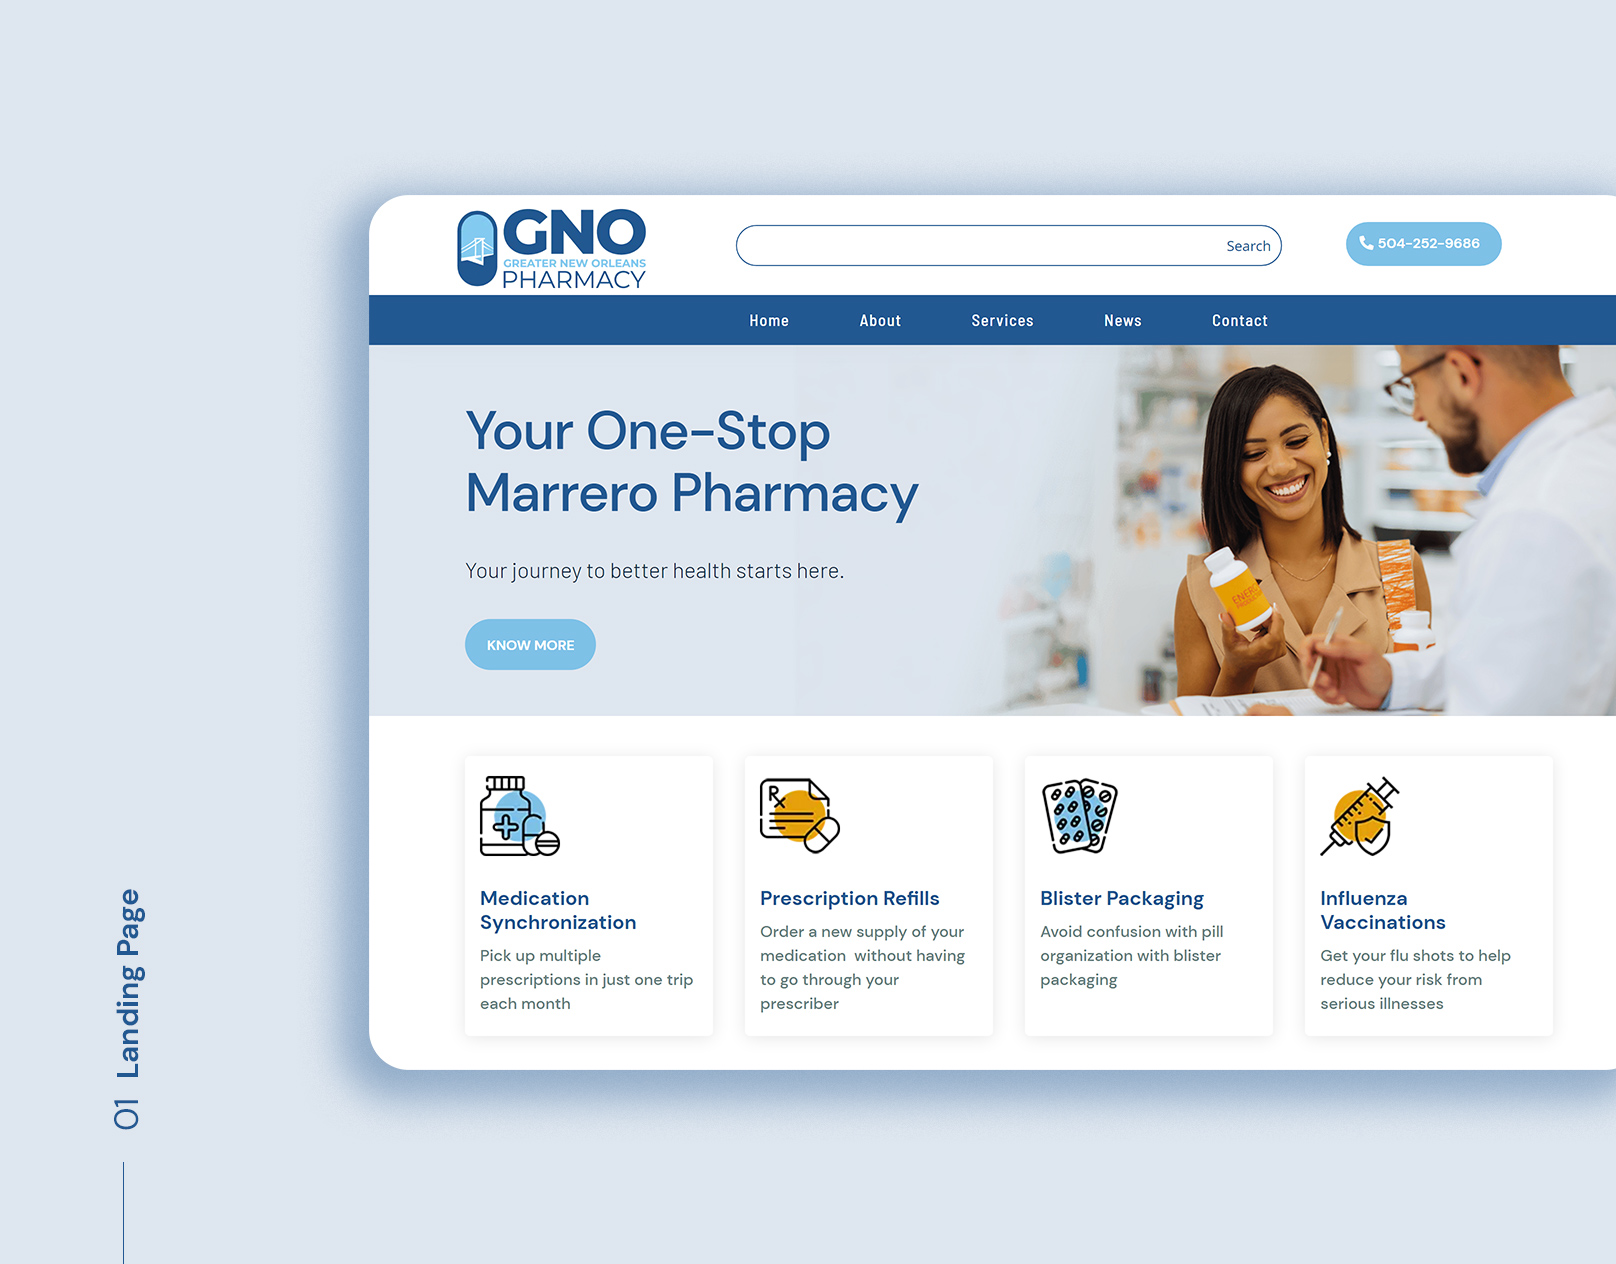 GNO
GREATER NEW ORLEANS
PHARMACY
Search
504-252-9686
Home
About
Services
News
Contact
Your One-Stop
Marrero Pharmacy
Your journey to better health starts here.
KNOW MORE
Rx
Medication
Synchronization
Pick up multiple
prescriptions in just one trip
each month
Prescription Refills
Order a new supply of your
medication  without having
to go through your
prescriber
Blister Packaging
Avoid confusion with pill
organization with blister
packaging
Influenza
Vaccinations
Get your flu shots to help
reduce your risk from
serious illnesses
01 Landing Page